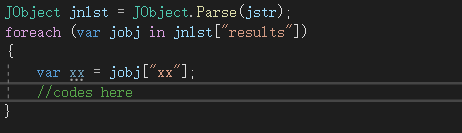 JObject jnlst = JObject.Parse(jstr);
foreach (var jobj in jnlst["results"])
{
var xx = jobj["xx"];
//codes here
}